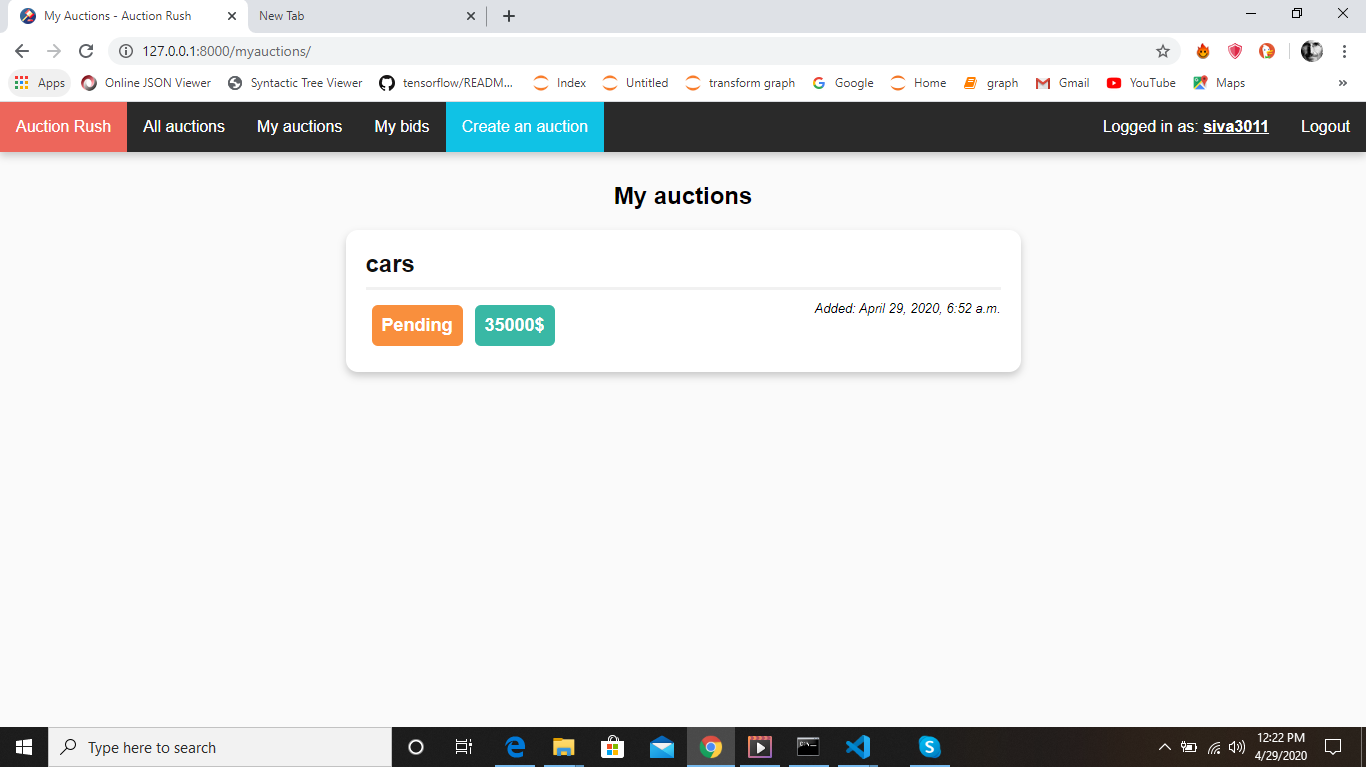 My Auctions - Auction Rush
New Tab
127.0.0.1:8000/myauctions/
Apps Online JSON Viewer Syntactic Tree Viewer tensorflow/READM... Index Untitled transform graph Google Home graph Gmail YouTube Maps »
Auction Rush All auctions My auctions My bids Create an auction Logged in as: siva3011 Logout
My auctions
cars
Pending 35000$ Added: April 29, 2020, 6:52 a.m.
Type here to search
12:22 PM
4/29/2020